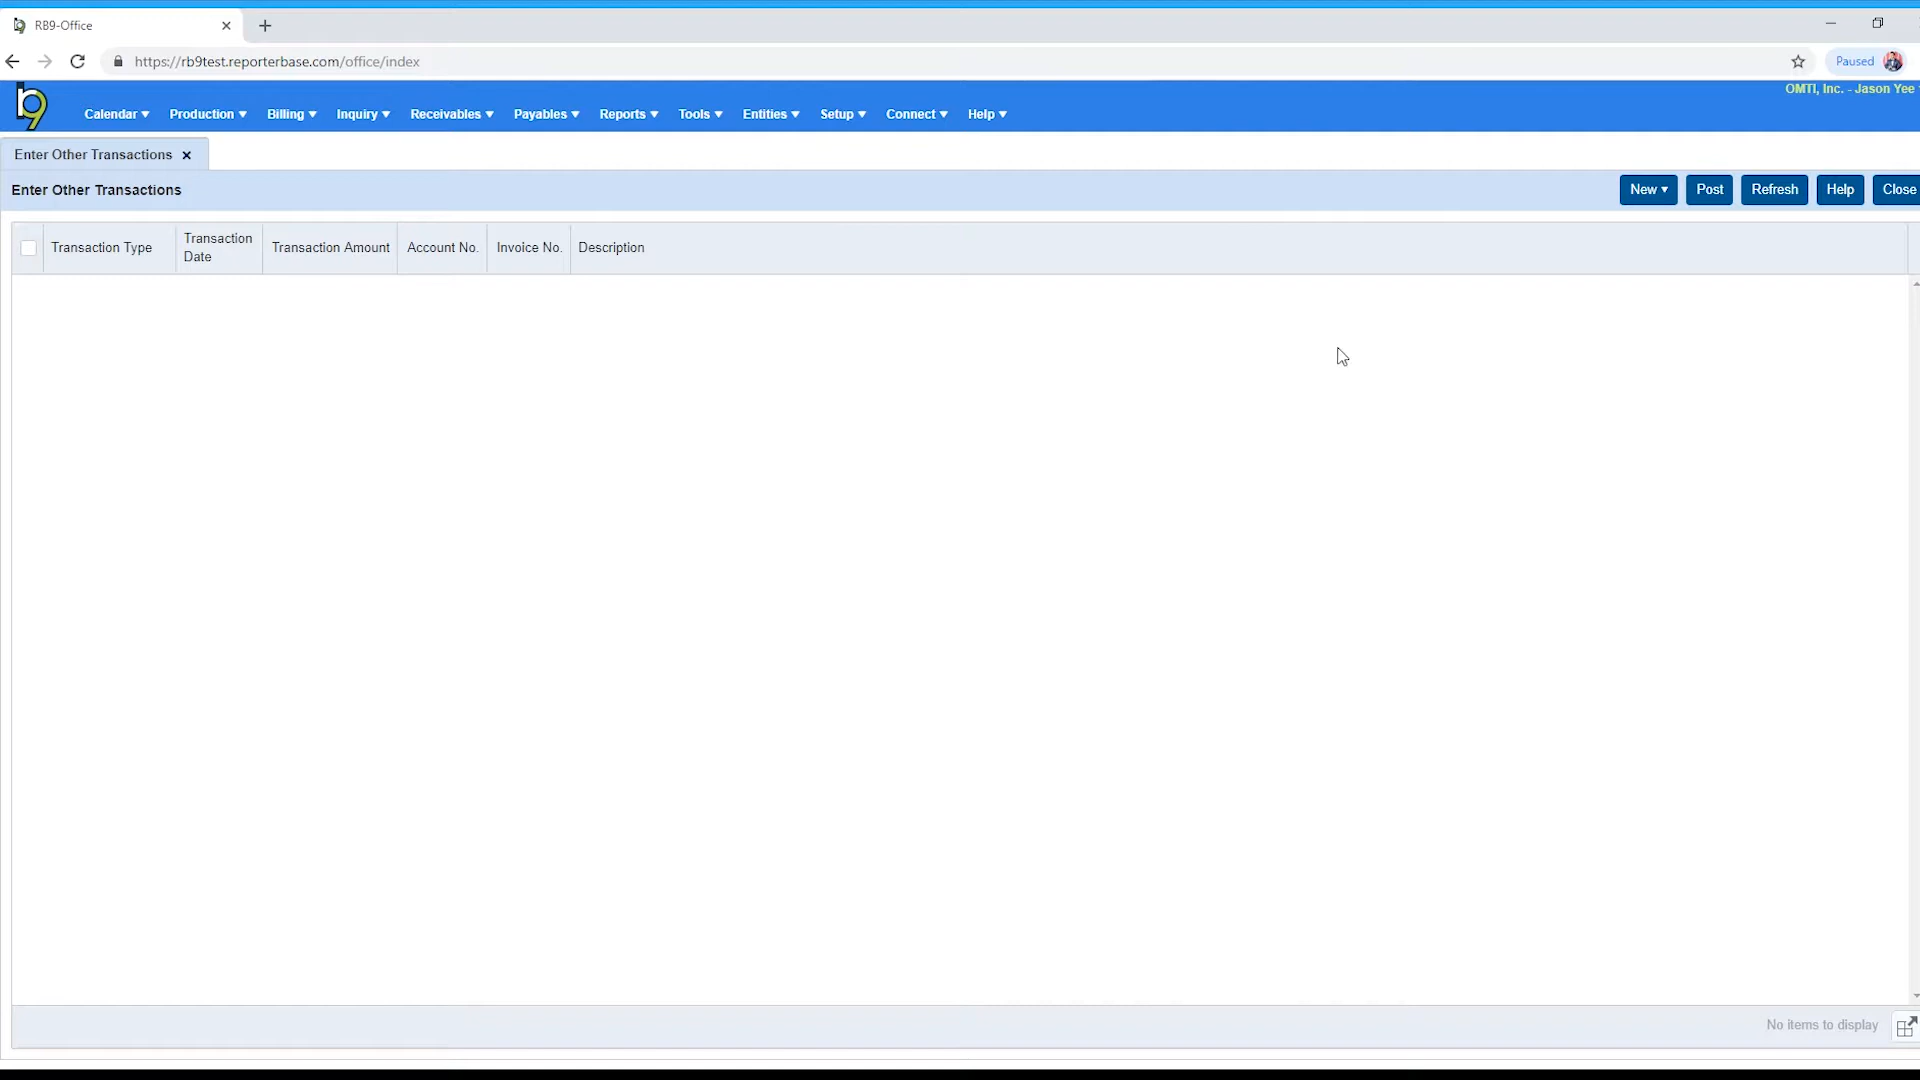 RB9-Office
https://rb9test.reporterbase.com/office/index
Paused
OMTI, Inc. - Jason Yee
b9
Calendar Production Billing Inquiry Receivables Payables Reports Tools Entities Setup Connect Help
Enter Other Transactions
Enter Other Transactions
New Post Refresh Help Close
Transaction Type Transaction Date Transaction Amount Account No. Invoice No. Description
No items to display